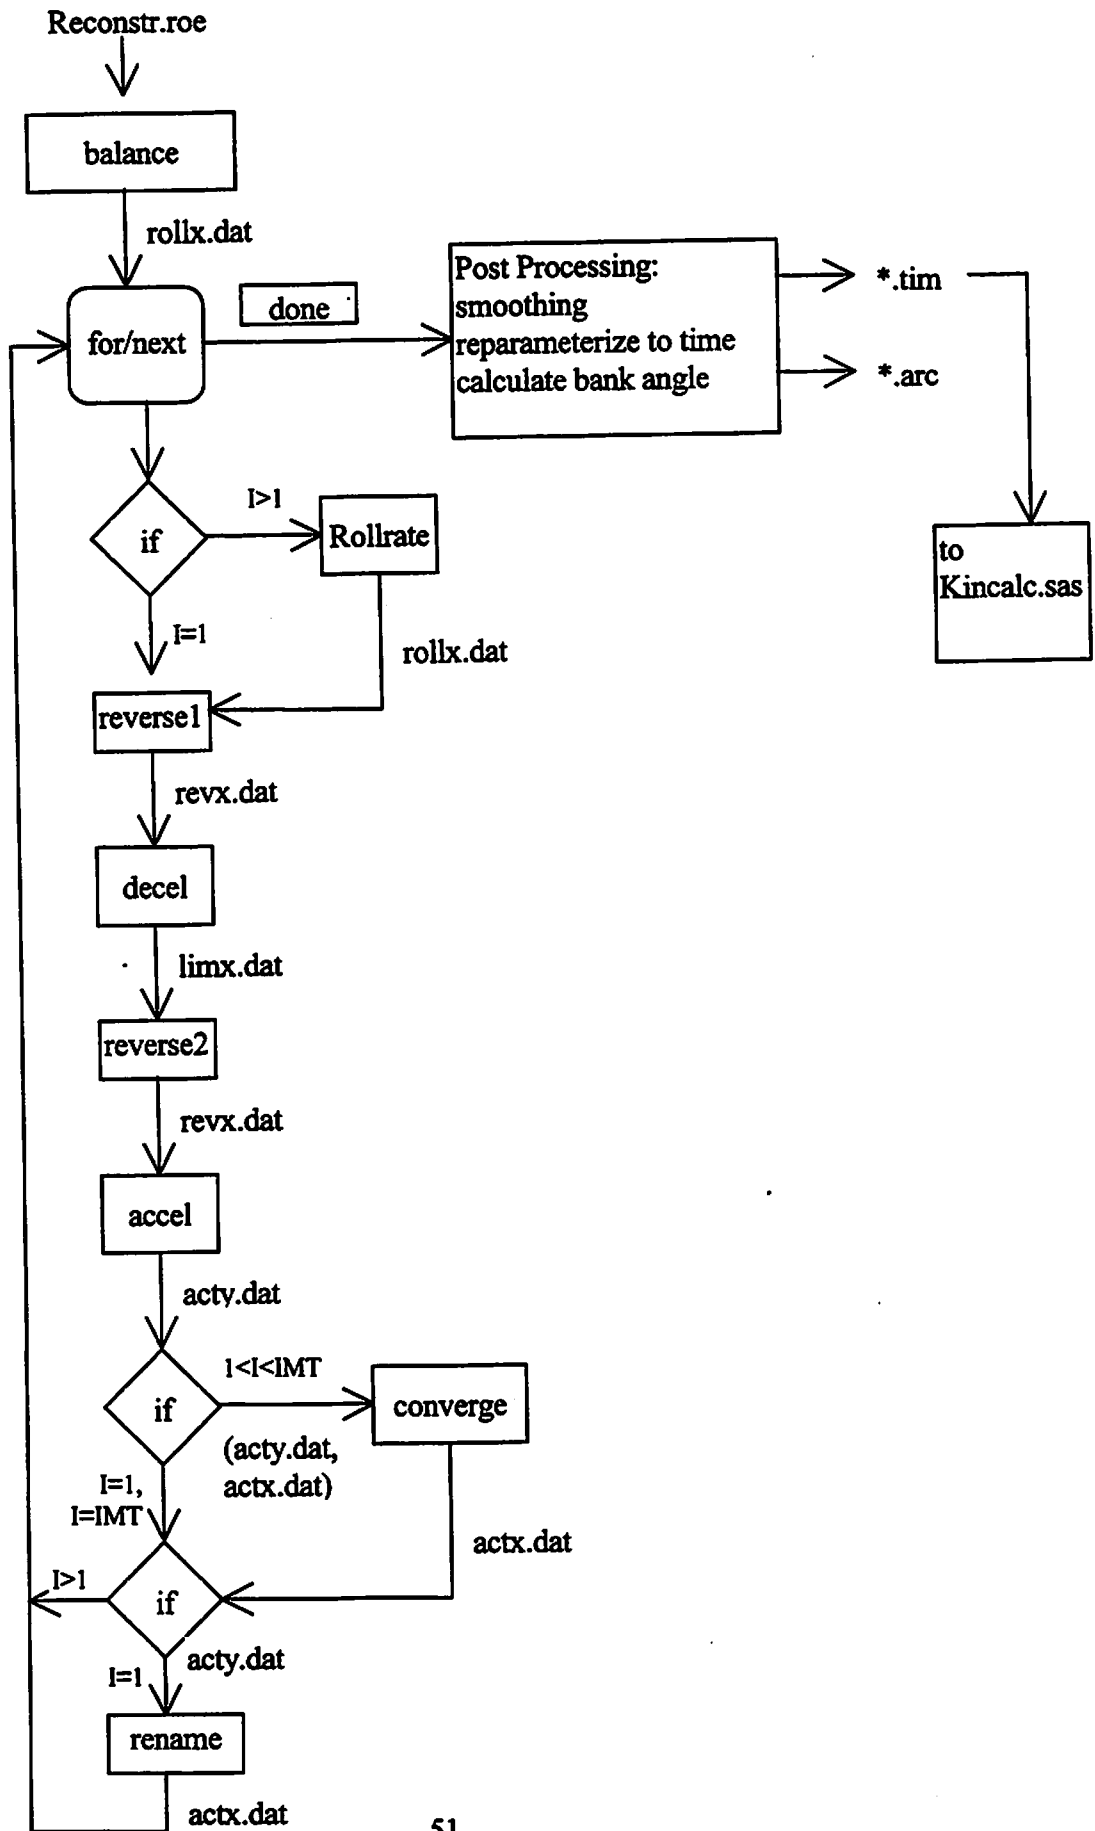 Reconstr.roe
balance
rollx.dat
for/next
done
Post Processing:
smoothing
reparameterize to time
calculate bank angle
*.tim
*.arc
to
Kincalc.sas
if
I>1
Rollrate
I=1
rollx.dat
reverse1
revx.dat
decel
limx.dat
reverse2
revx.dat
accel
acty.dat
if
1<I<IMT
converge
(acty.dat,
actx.dat)
I=1,
I=IMT
actx.dat
I>1
if
acty.dat
I=1
rename
actx.dat
51